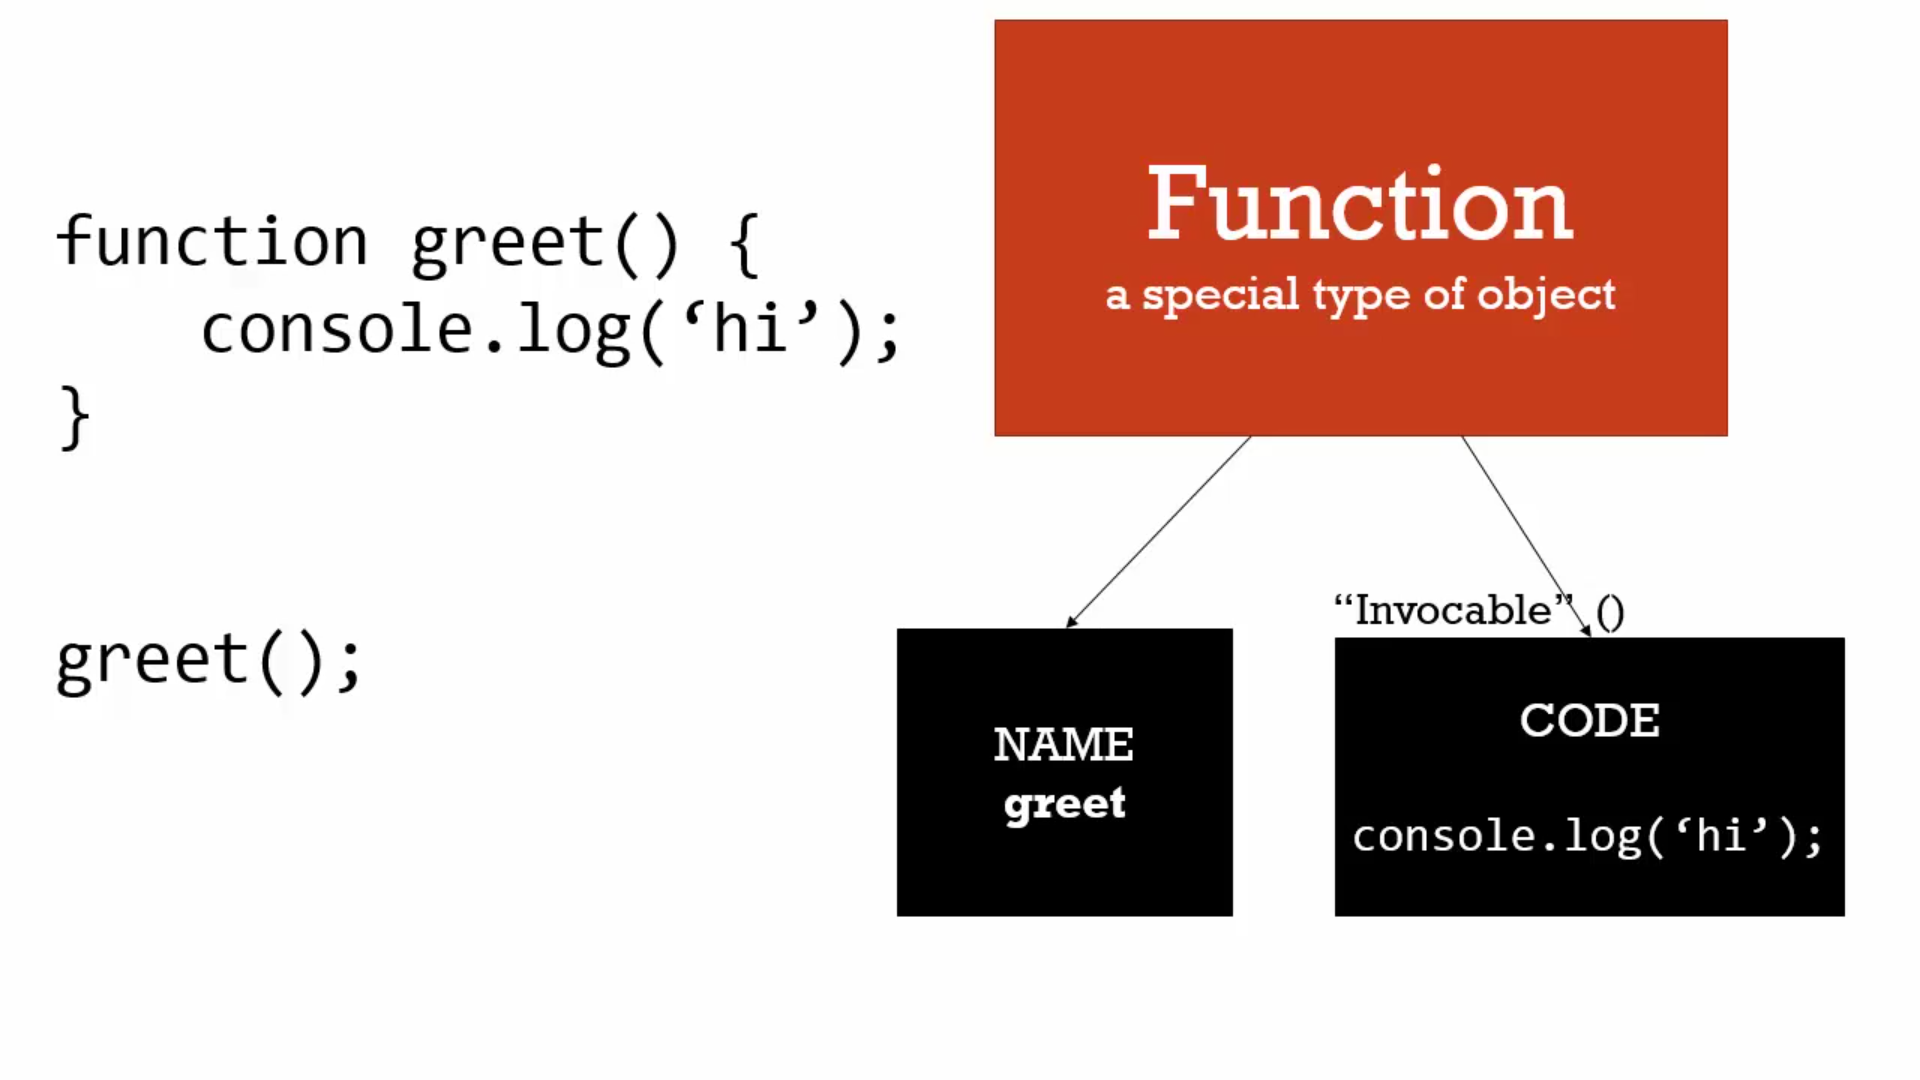 function greet() {
console.log(‘hi’);
}
greet();
Function
a special type of object
“Invocable” ()
NAME
greet
CODE
console.log(‘hi’);